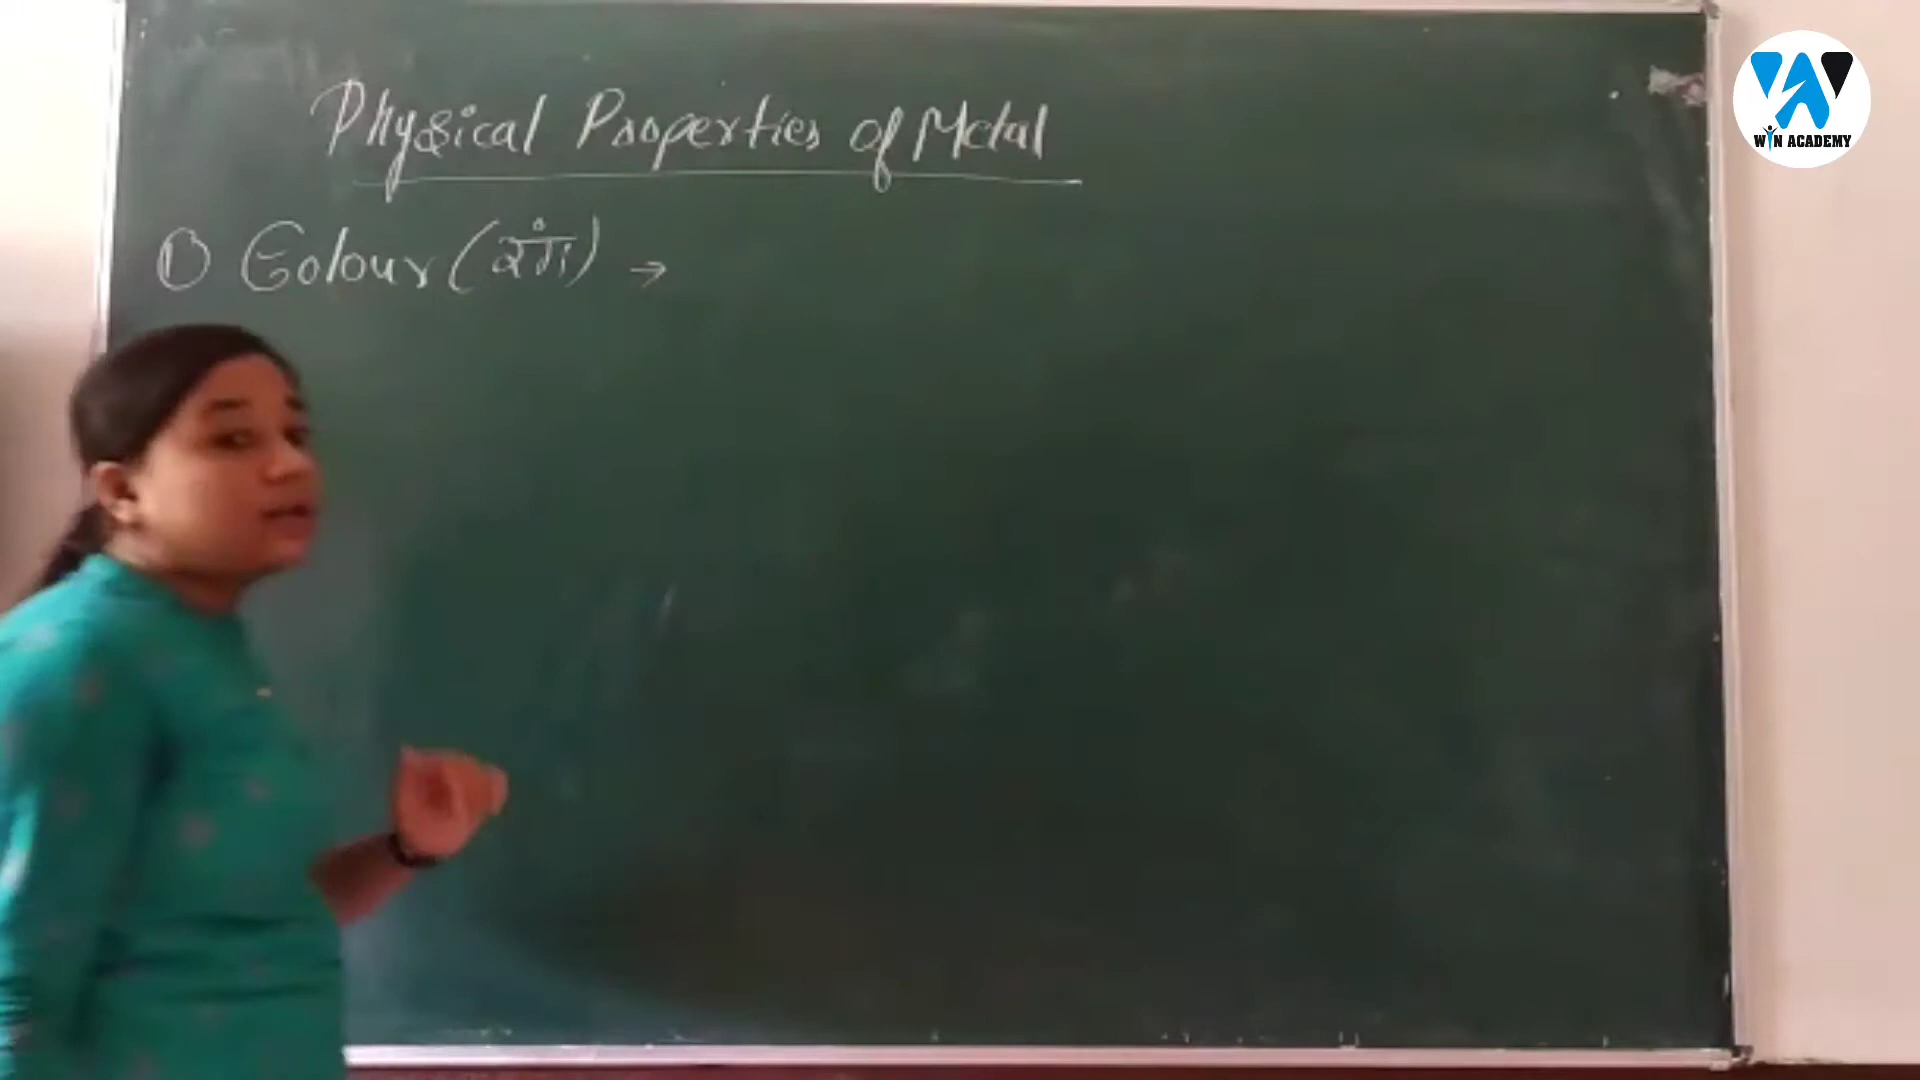 Physical Properties of Metal
① Colour (रंग) →
WIN ACADEMY